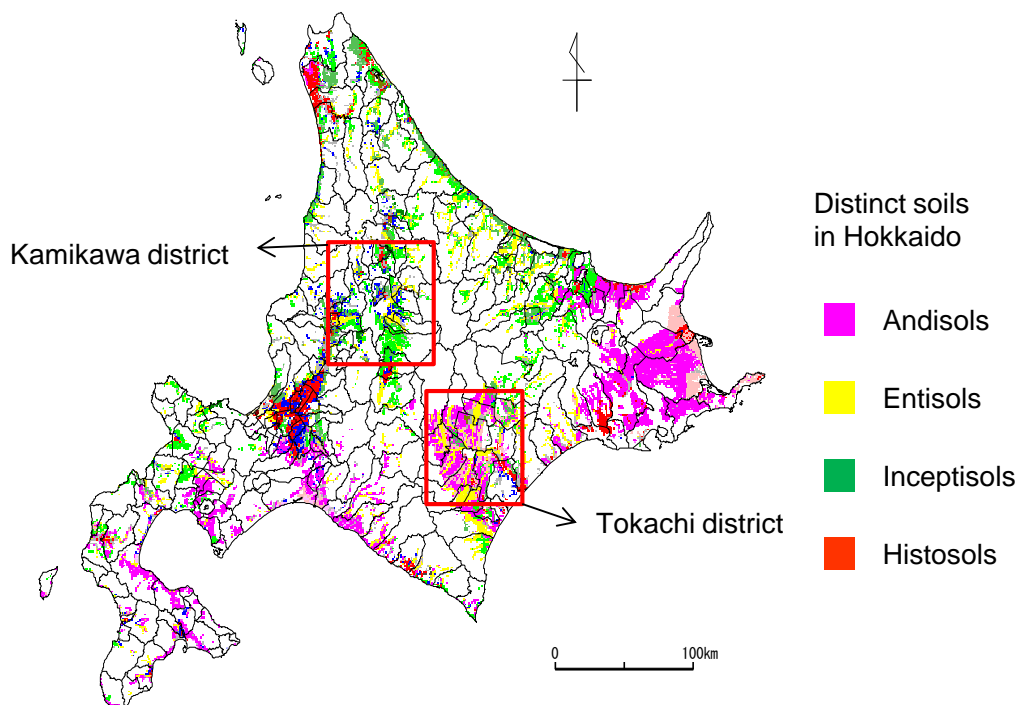 Kamikawa district
Distinct soils
in Hokkaido
Andisols
Entisols
Inceptisols
Histosols
Tokachi district
0 100km